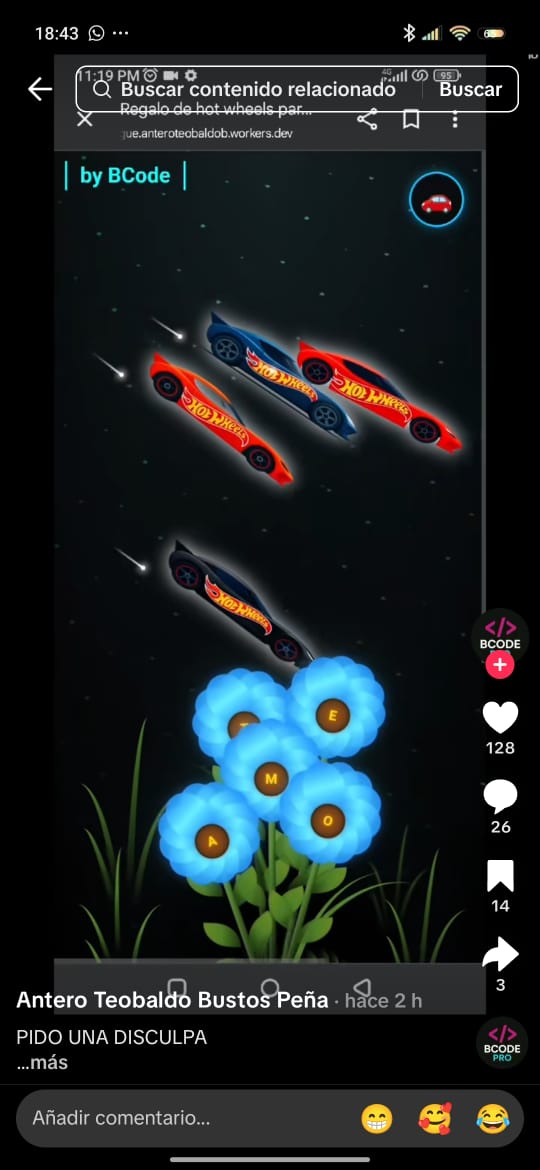 18:43
11:19 PM
4G
95
Buscar contenido relacionado
Buscar
Regalo de hot wheels par...
ue.anteroteobaldob.workers.dev
by BCode
HOT WHEELS
HOT WHEELS
HOT WHEELS
HOT WHEELS
E
M
O
A
</>
BCODE
128
26
14
3
Antero Teobaldo Bustos Peña · hace 2 h
PIDO UNA DISCULPA
...más
</>
BCODE
PRO
Añadir comentario...